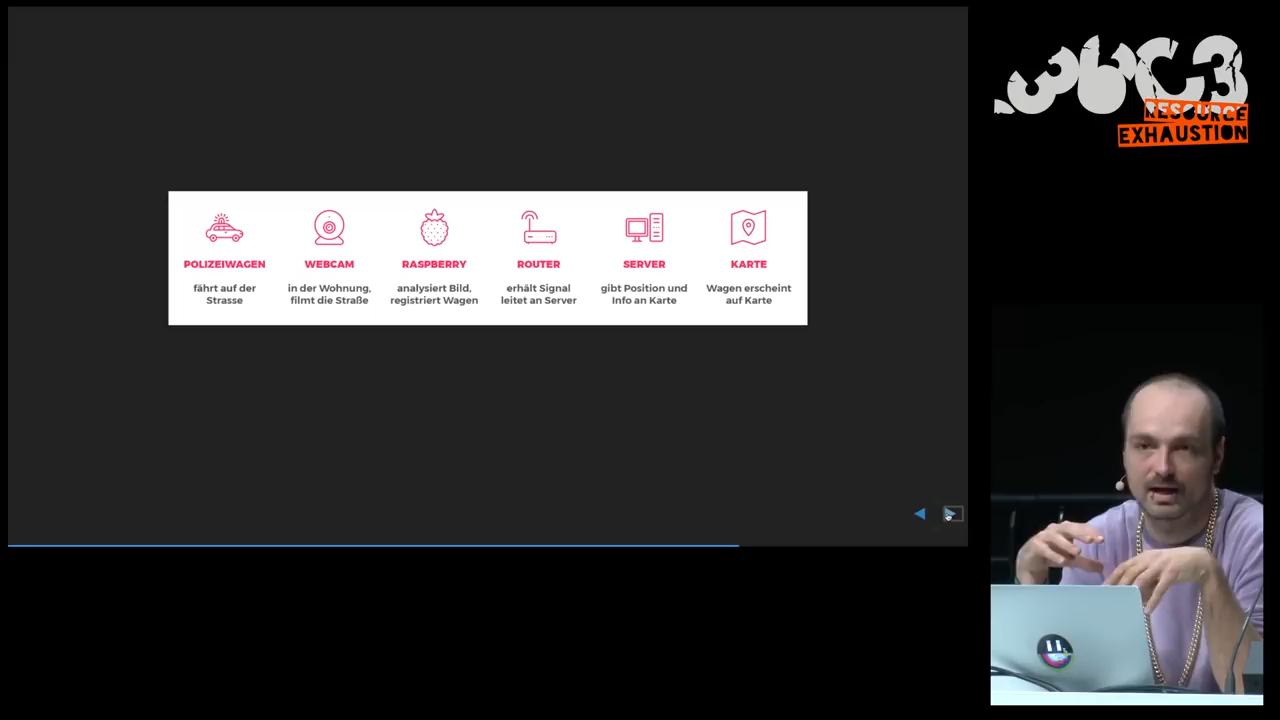 36C3
RESOURCE
EXHAUSTION
POLIZEIWAGEN
fährt auf der
Strasse
WEBCAM
in der Wohnung,
filmt die Straße
RASPBERRY
analysiert Bild,
registriert Wagen
ROUTER
erhält Signal
leitet an Server
SERVER
gibt Position und
Info an Karte
KARTE
Wagen erscheint
auf Karte